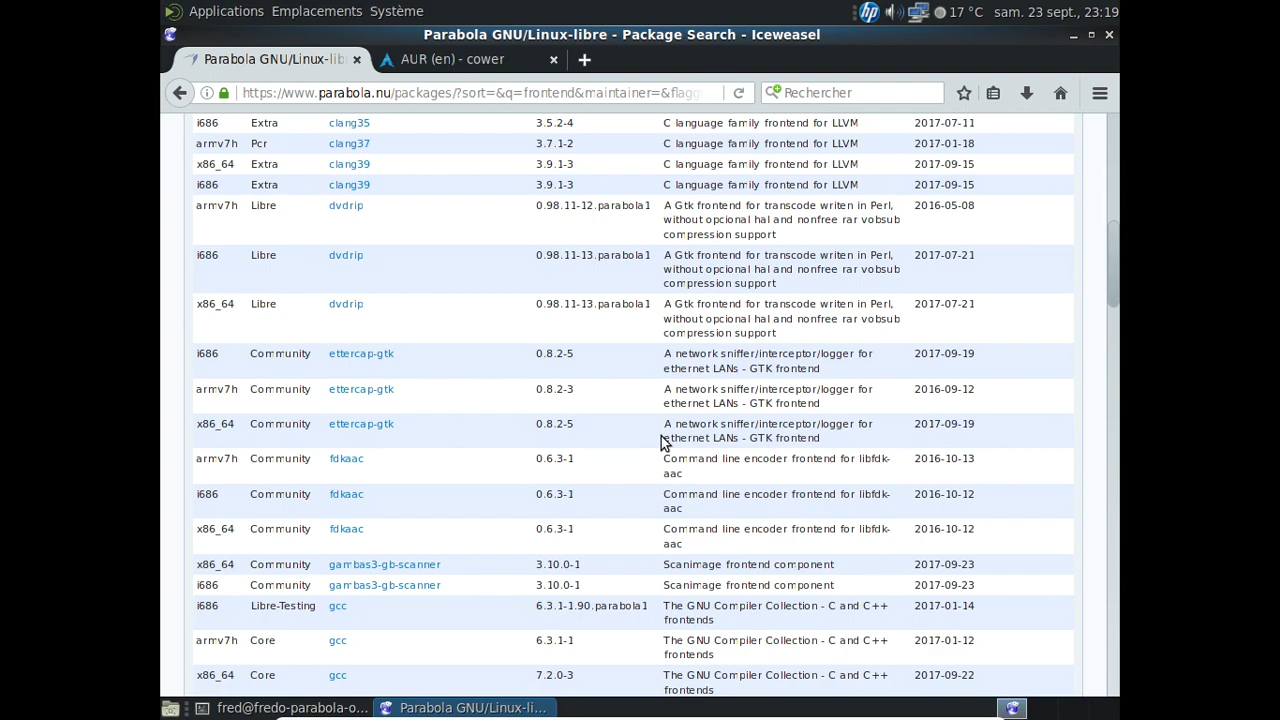 Applications Emplacements Système
17 °C sam. 23 sept., 23:19
Parabola GNU/Linux-libre - Package Search - Iceweasel
Parabola GNU/Linux-lib
AUR (en) - cower
https://www.parabola.nu/packages/?sort=&q=frontend&maintainer=&flagg
Rechercher
i686 Extra clang35 3.5.2-4 C language family frontend for LLVM 2017-07-11
armv7h Pcr clang37 3.7.1-2 C language family frontend for LLVM 2017-01-18
x86_64 Extra clang39 3.9.1-3 C language family frontend for LLVM 2017-09-15
i686 Extra clang39 3.9.1-3 C language family frontend for LLVM 2017-09-15
armv7h Libre dvdrip 0.98.11-12.parabola1 A Gtk frontend for transcode writen in Perl, 2016-05-08
without opcional hal and nonfree rar vobsub
compression support
i686 Libre dvdrip 0.98.11-13.parabola1 A Gtk frontend for transcode writen in Perl, 2017-07-21
without opcional hal and nonfree rar vobsub
compression support
x86_64 Libre dvdrip 0.98.11-13.parabola1 A Gtk frontend for transcode writen in Perl, 2017-07-21
without opcional hal and nonfree rar vobsub
compression support
i686 Community ettercap-gtk 0.8.2-5 A network sniffer/interceptor/logger for 2017-09-19
ethernet LANs - GTK frontend
armv7h Community ettercap-gtk 0.8.2-3 A network sniffer/interceptor/logger for 2016-09-12
ethernet LANs - GTK frontend
x86_64 Community ettercap-gtk 0.8.2-5 A network sniffer/interceptor/logger for 2017-09-19
ethernet LANs - GTK frontend
armv7h Community fdkaac 0.6.3-1 Command line encoder frontend for libfdk- 2016-10-13
aac
i686 Community fdkaac 0.6.3-1 Command line encoder frontend for libfdk- 2016-10-12
aac
x86_64 Community fdkaac 0.6.3-1 Command line encoder frontend for libfdk- 2016-10-12
aac
x86_64 Community gambas3-gb-scanner 3.10.0-1 Scanimage frontend component 2017-09-23
i686 Community gambas3-gb-scanner 3.10.0-1 Scanimage frontend component 2017-09-23
i686 Libre-Testing gcc 6.3.1-1.90.parabola1 The GNU Compiler Collection - C and C++ 2017-01-14
frontends
armv7h Core gcc 6.3.1-1 The GNU Compiler Collection - C and C++ 2017-01-12
frontends
x86_64 Core gcc 7.2.0-3 The GNU Compiler Collection - C and C++ 2017-09-22
frontends
fred@fredo-parabola-o...
Parabola GNU/Linux-li...